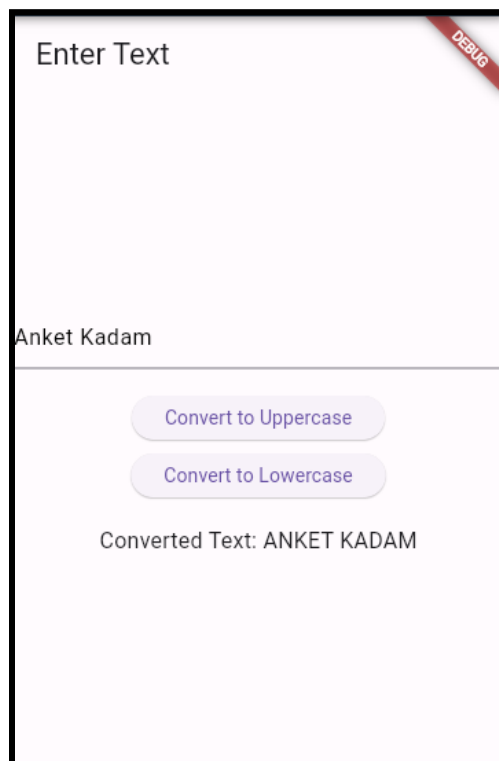 Enter Text
DEBUG
Anket Kadam
Convert to Uppercase
Convert to Lowercase
Converted Text: ANKET KADAM